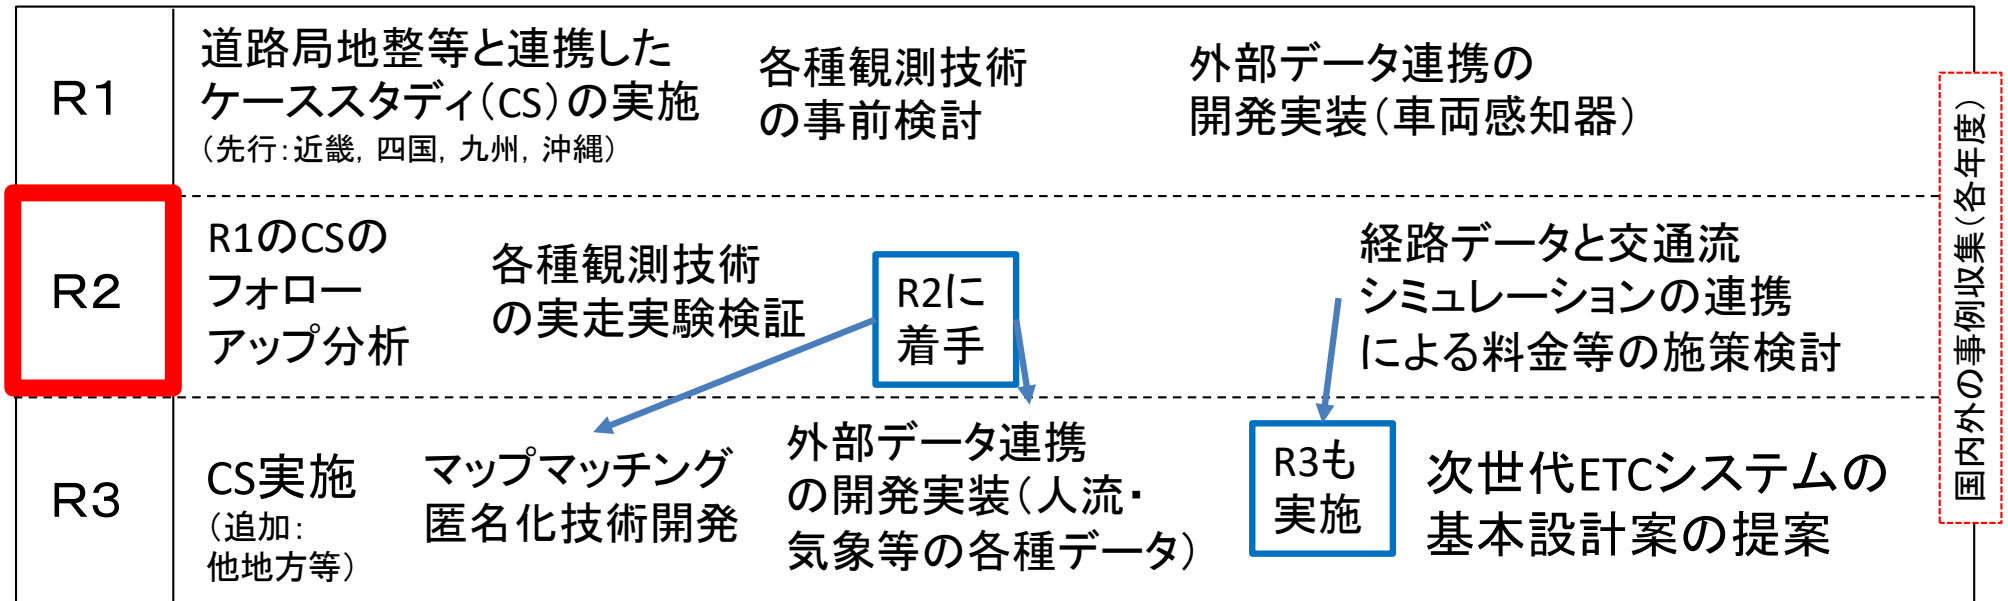 R1
道路局地整等と連携した
ケーススタディ(CS)の実施
(先行:近畿, 四国, 九州, 沖縄)
各種観測技術
の事前検討
外部データ連携の
開発実装(車両感知器)
R2
R1のCSの
フォロー
アップ分析
各種観測技術
の実走実験検証
R2に
着手
経路データと交通流
シミュレーションの連携
による料金等の施策検討
R3
CS実施
(追加:
他地方等)
マップマッチング
匿名化技術開発
外部データ連携
の開発実装(人流・
気象等の各種データ)
R3も
実施
次世代ETCシステムの
基本設計案の提案
国内外の事例収集(各年度)